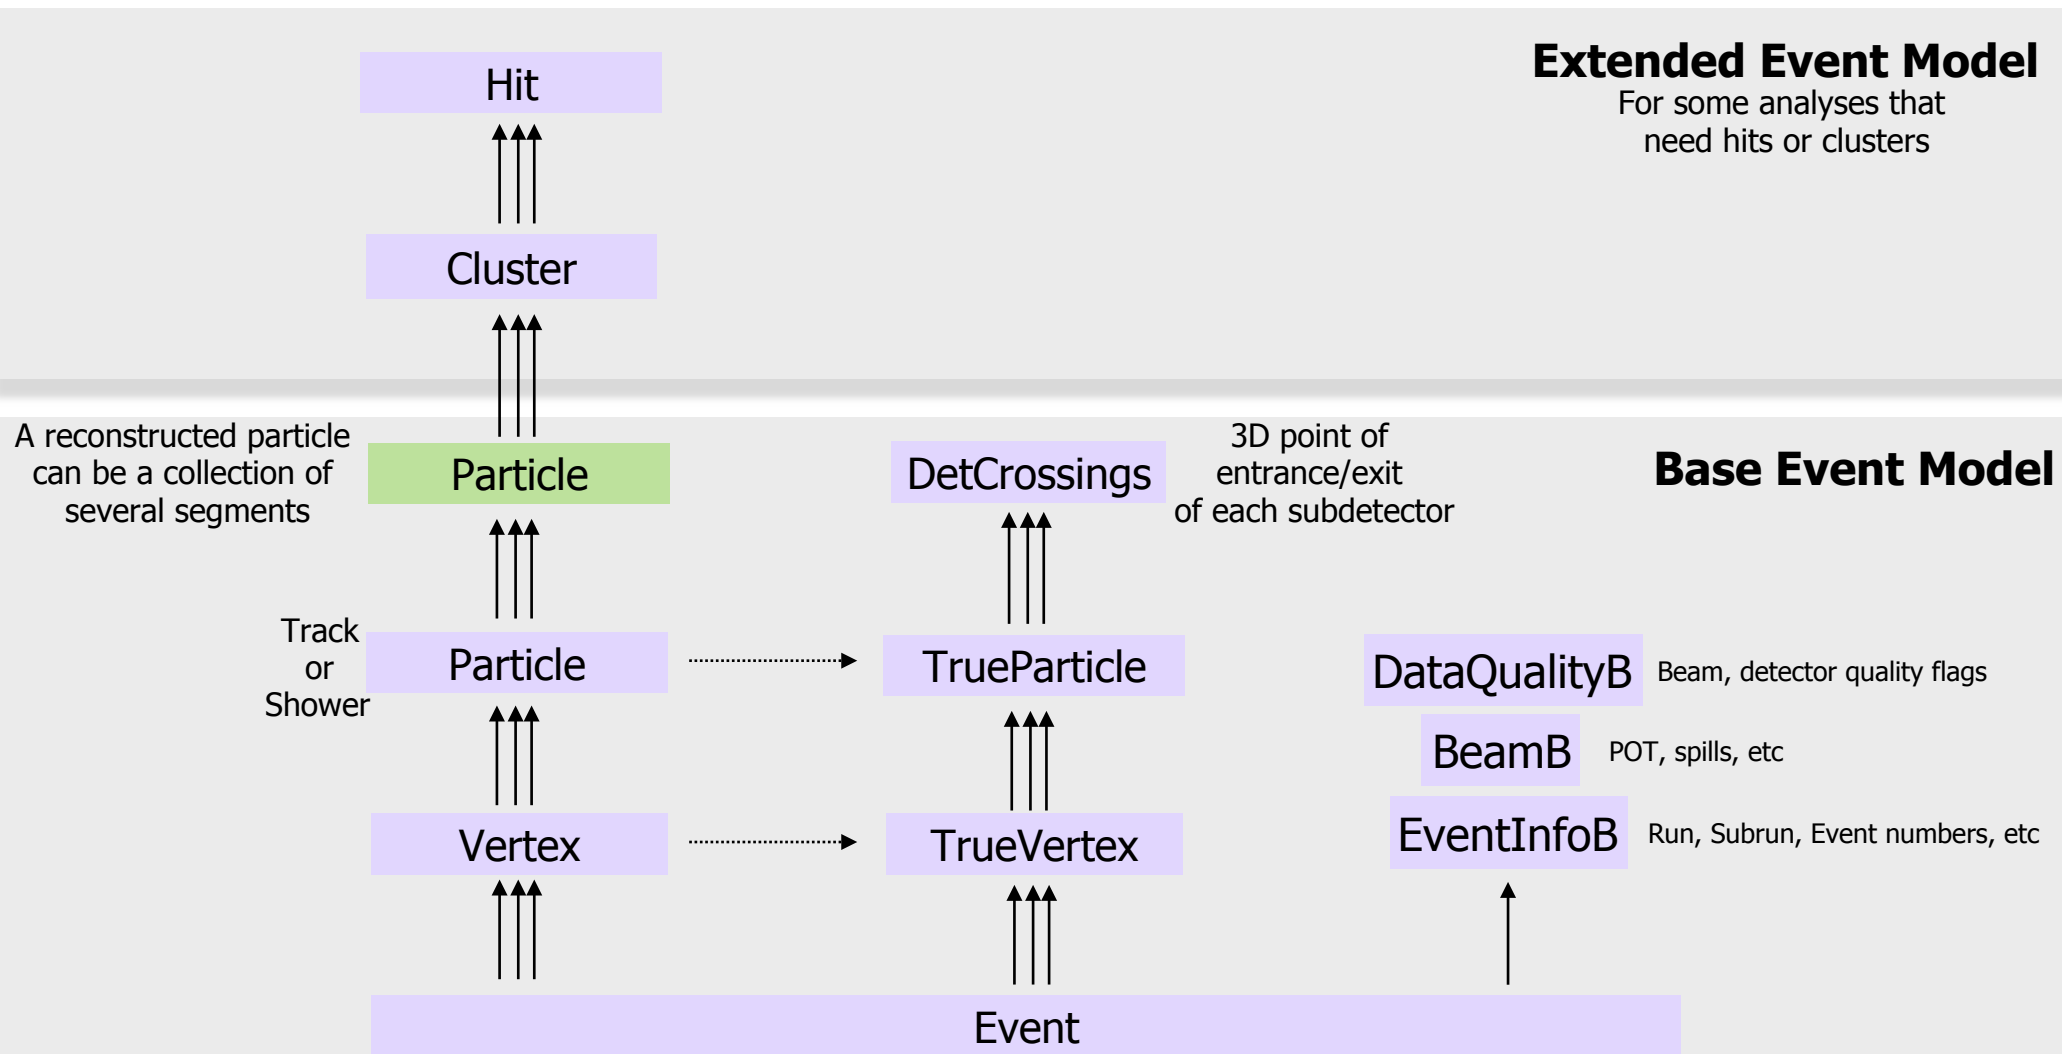 Extended Event Model
For some analyses that
need hits or clusters
Hit
Cluster
A reconstructed particle
can be a collection of
several segments
Particle
DetCrossings
3D point of
entrance/exit
of each subdetector
Base Event Model
Track
or
Shower
Particle
TrueParticle
DataQualityB
Beam, detector quality flags
BeamB
POT, spills, etc
Vertex
TrueVertex
EventInfoB
Run, Subrun, Event numbers, etc
Event